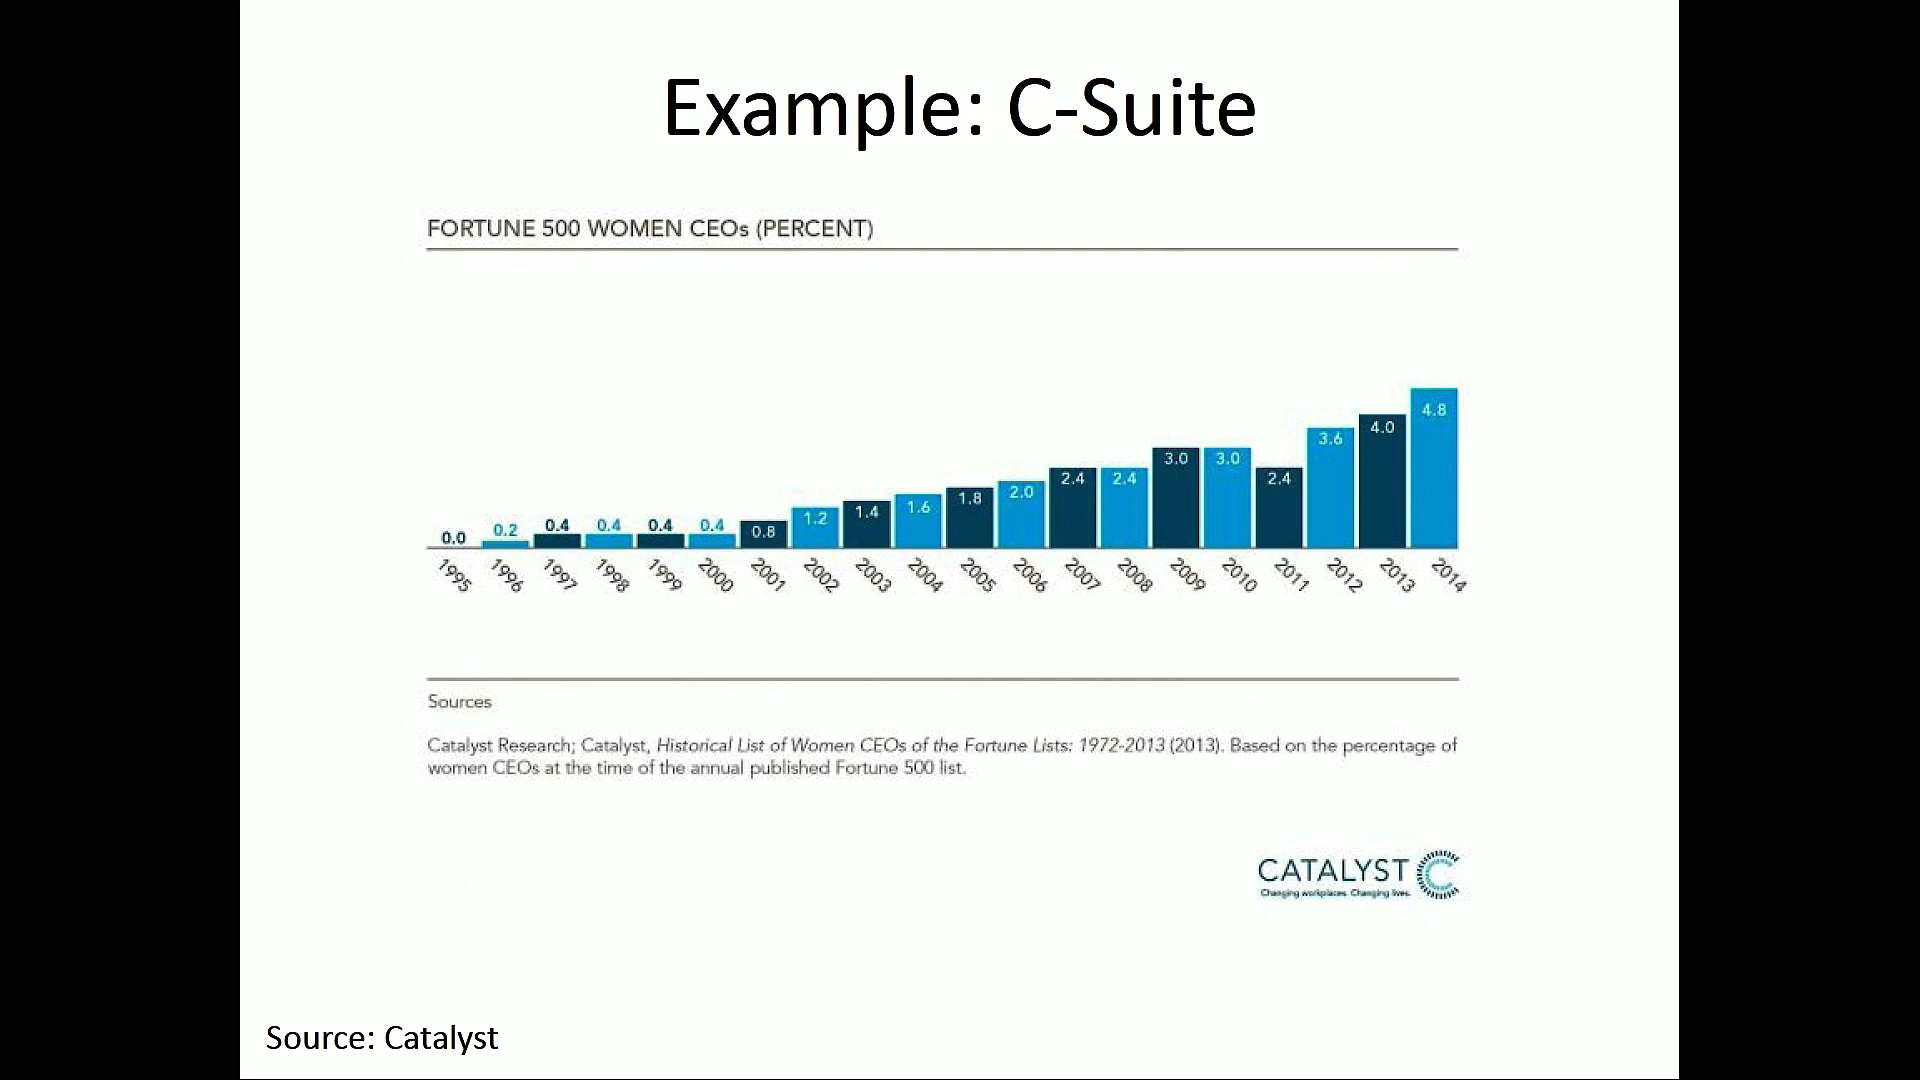 Example: C-Suite
FORTUNE 500 WOMEN CEOs (PERCENT)
0.0 0.2 0.4 0.4 0.4 0.4 0.8 1.2 1.4 1.6 1.8 2.0 2.4 2.4 3.0 3.0 2.4 3.6 4.0 4.8
1995 1996 1997 1998 1999 2000 2001 2002 2003 2004 2005 2006 2007 2008 2009 2010 2011 2012 2013 2014
Sources
Catalyst Research; Catalyst, Historical List of Women CEOs of the Fortune Lists: 1972-2013 (2013). Based on the percentage of
women CEOs at the time of the annual published Fortune 500 list.
CATALYST
Changing workplaces. Changing lives.
Source: Catalyst